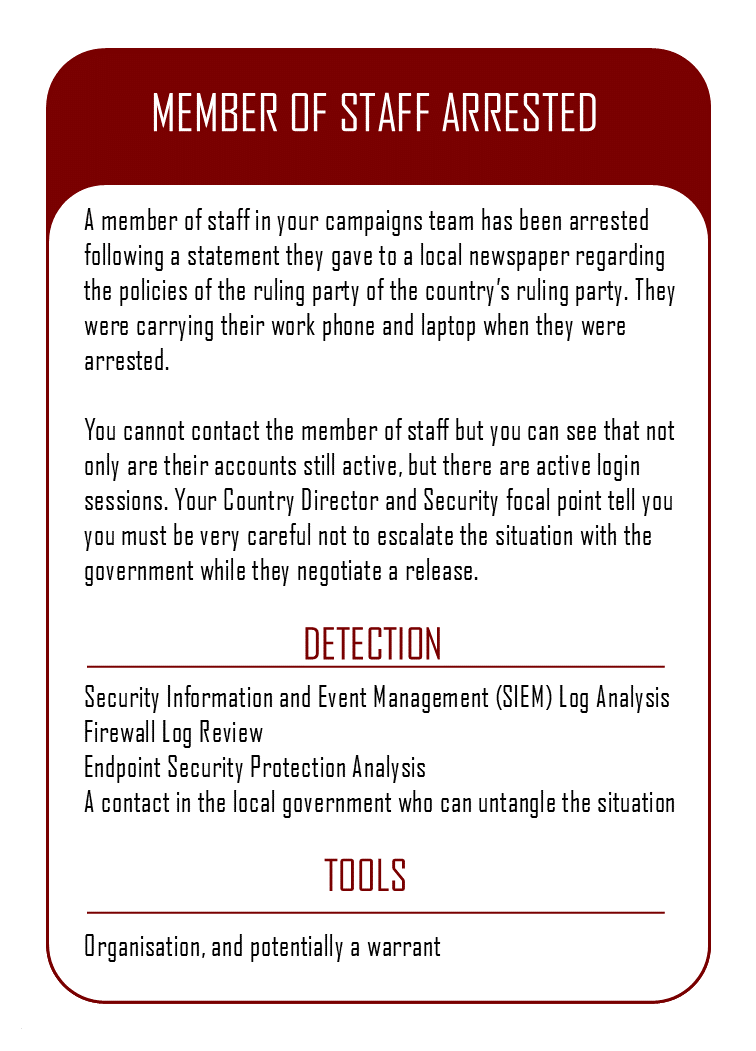 MEMBER OF STAFF ARRESTED
A member of staff in your campaigns team has been arrested
following a statement they gave to a local newspaper regarding
the policies of the ruling party of the country's ruling party. They
were carrying their work phone and laptop when they were
arrested.
You cannot contact the member of staff but you can see that not
only are their accounts still active, but there are active login
sessions. Your Country Director and Security focal point tell you
you must be very careful not to escalate the situation with the
government while they negotiate a release.
DETECTION
Security Information and Event Management (SIEM) Log Analysis
Firewall Log Review
Endpoint Security Protection Analysis
A contact in the local government who can untangle the situation
TOOLS
Organisation, and potentially a warrant